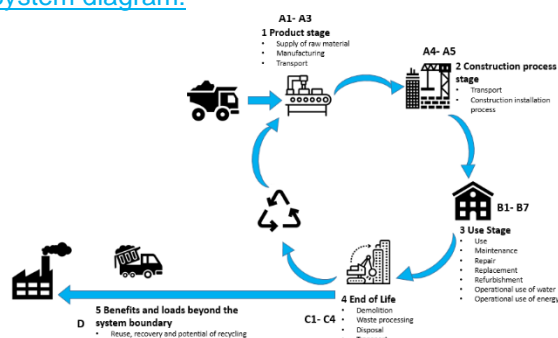 system diagram:
A1- A3
1 Product stage
• Supply of raw material
• Manufacturing
• Transport
A4- A5
2 Construction process
stage
• Transport
• Construction installation
process
B1- B7
3 Use Stage
• Use
• Maintenance
• Repair
• Replacement
• Refurbishment
• Operational use of water
• Operational use of energy
4 End of Life
C1- C4
• Demolition
• Waste processing
• Disposal
5 Benefits and loads beyond the
D system boundary
• Reuse, recovery and potential of recycling